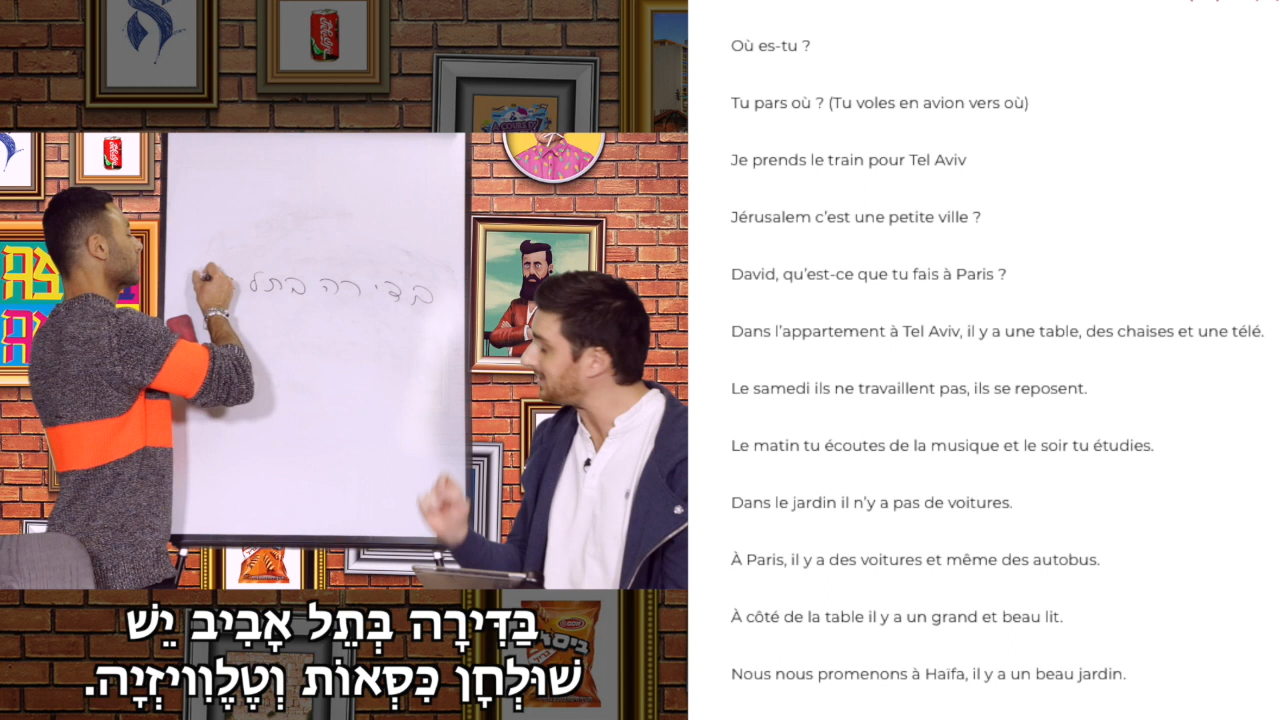 Où es-tu ?
Tu pars où ? (Tu voles en avion vers où)
Je prends le train pour Tel Aviv
Jérusalem c’est une petite ville ?
David, qu’est-ce que tu fais à Paris ?
Dans l’appartement à Tel Aviv, il y a une table, des chaises et une télé.
Le samedi ils ne travaillent pas, ils se reposent.
Le matin tu écoutes de la musique et le soir tu étudies.
Dans le jardin il n’y a pas de voitures.
À Paris, il y a des voitures et même des autobus.
À côté de la table il y a un grand et beau lit.
Nous nous promenons à Haïfa, il y a un beau jardin.
בדירה בתל
בַּדִּירָה בְּתֵל אָבִיב יֵשׁ
שׁוּלְחָן כִּסְאוֹת וְטֶלֶוִויזְיָה.